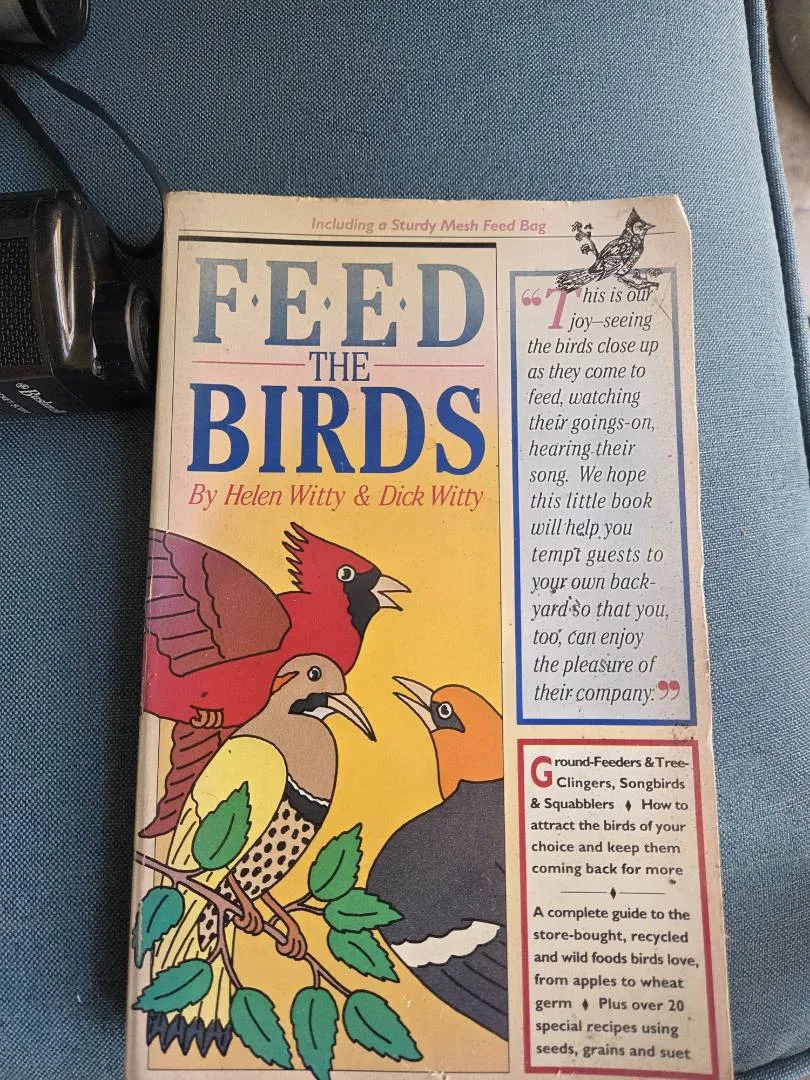 Including a Sturdy Mesh Feed Bag
F·E·E·D
THE
BIRDS
By Helen Witty & Dick Witty
“This is our
joy—seeing
the birds close up
as they come to
feed, watching
their goings-on,
hearing their
song. We hope
this little book
will help you
tempt guests to
your own back-
yard so that you,
too, can enjoy
the pleasure of
their company.”
Ground-Feeders & Tree-
Clingers, Songbirds
& Squabblers ♦ How to
attract the birds of your
choice and keep them
coming back for more
A complete guide to the
store-bought, recycled
and wild foods birds love,
from apples to wheat
germ ♦ Plus over 20
special recipes using
seeds, grains and suet
Bushnell